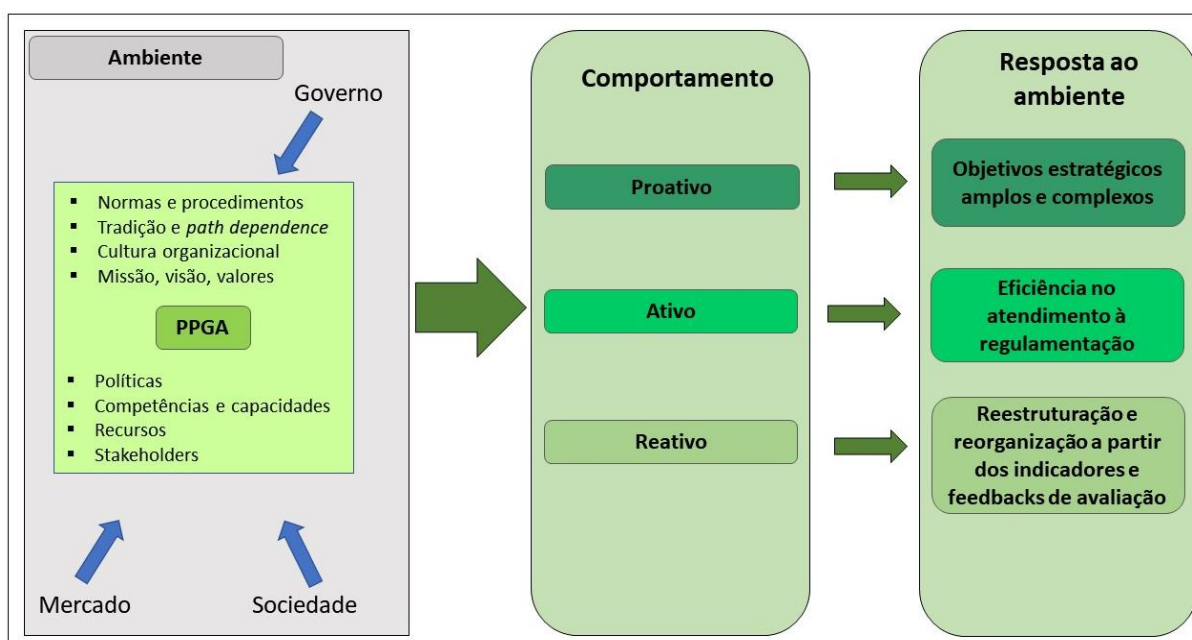 Ambiente
Governo
▪ Normas e procedimentos
▪ Tradição e path dependence
▪ Cultura organizacional
▪ Missão, visão, valores
PPGA
▪ Políticas
▪ Competências e capacidades
▪ Recursos
▪ Stakeholders
Mercado
Sociedade
Comportamento
Proativo
Ativo
Reativo
Resposta ao
ambiente
Objetivos estratégicos
amplos e complexos
Eficiência no
atendimento à
regulamentação
Reestruturação e
reorganização a partir
dos indicadores e
feedbacks de avaliação